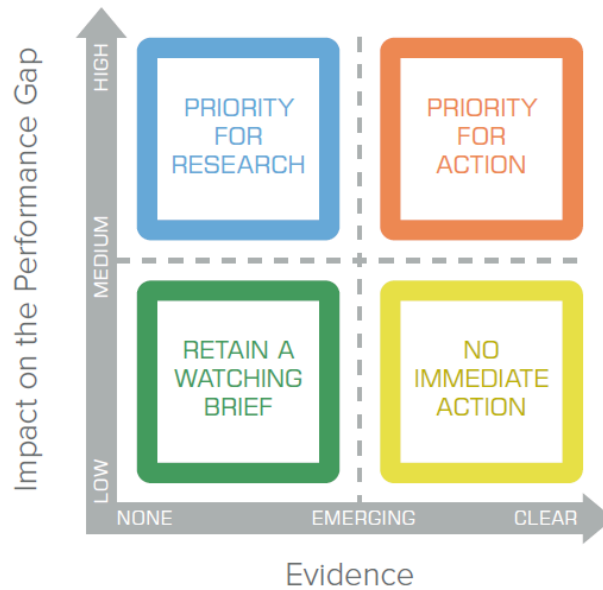 Impact on the Performance Gap
HIGH
MEDIUM
LOW
PRIORITY
FOR
RESEARCH
PRIORITY
FOR
ACTION
RETAIN A
WATCHING
BRIEF
NO
IMMEDIATE
ACTION
NONE
EMERGING
CLEAR
Evidence